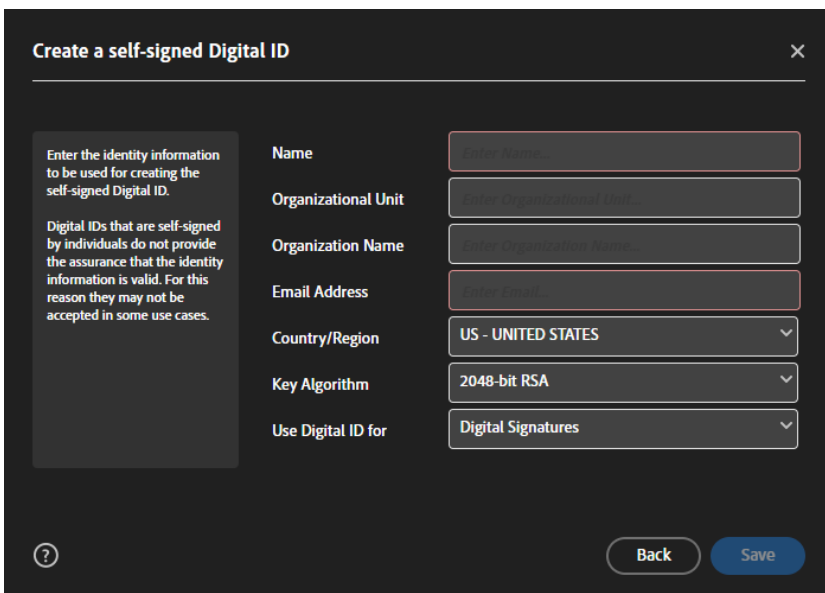 Create a self-signed Digital ID
Enter the identity information
to be used for creating the
self-signed Digital ID.
Digital IDs that are self-signed
by individuals do not provide
the assurance that the identity
information is valid. For this
reason they may not be
accepted in some use cases.
Name
Enter Name...
Organizational Unit
Enter Organizational Unit...
Organization Name
Enter Organization Name...
Email Address
Enter Email...
Country/Region
US - UNITED STATES
Key Algorithm
2048-bit RSA
Use Digital ID for
Digital Signatures
?
Back
Save